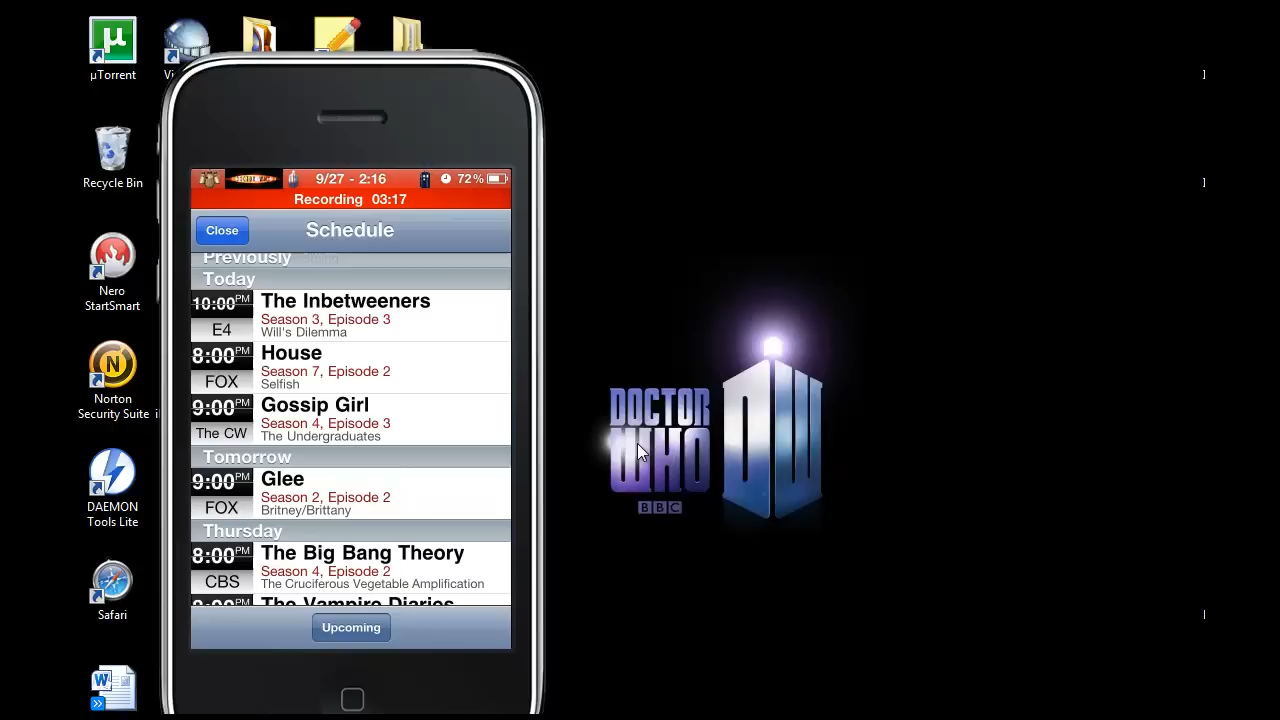 µTorrent
Vi
Recycle Bin
Nero
StartSmart
Norton
Security Suite
DAEMON
Tools Lite
Safari
9/27 - 2:16
72%
Recording 03:17
Close
Schedule
Previously
Today
10:00PM
The Inbetweeners
Season 3, Episode 3
E4
Will's Dilemma
8:00PM
House
Season 7, Episode 2
FOX
Selfish
9:00PM
Gossip Girl
Season 4, Episode 3
The CW
The Undergraduates
Tomorrow
9:00PM
Glee
Season 2, Episode 2
FOX
Britney/Brittany
Thursday
8:00PM
The Big Bang Theory
Season 4, Episode 2
CBS
The Cruciferous Vegetable Amplification
The Vampire Diaries
Upcoming
DOCTOR
WHO
BBC
DW